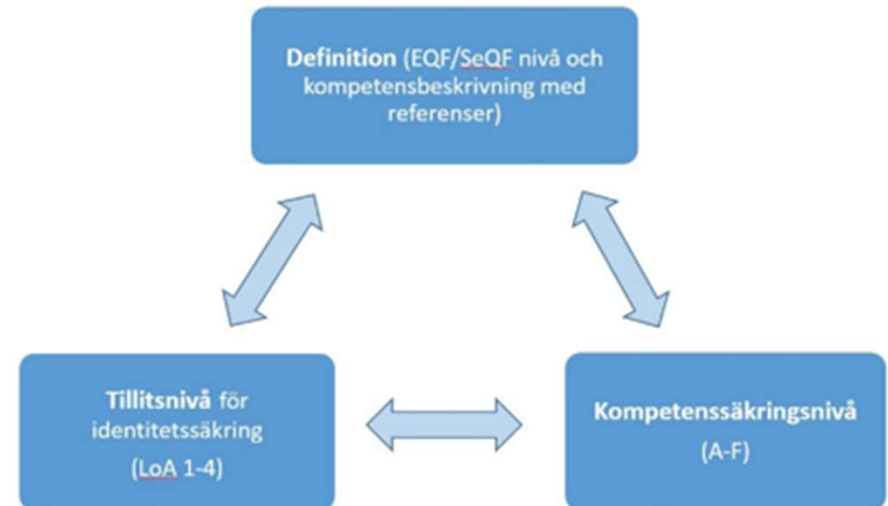 Definition (EQF/SeQF nivå och
kompetensbeskrivning med
referenser)
Tillitsnivå för
identitetssäkring
(LoA 1-4)
Kompetenssäkringsnivå
(A-F)